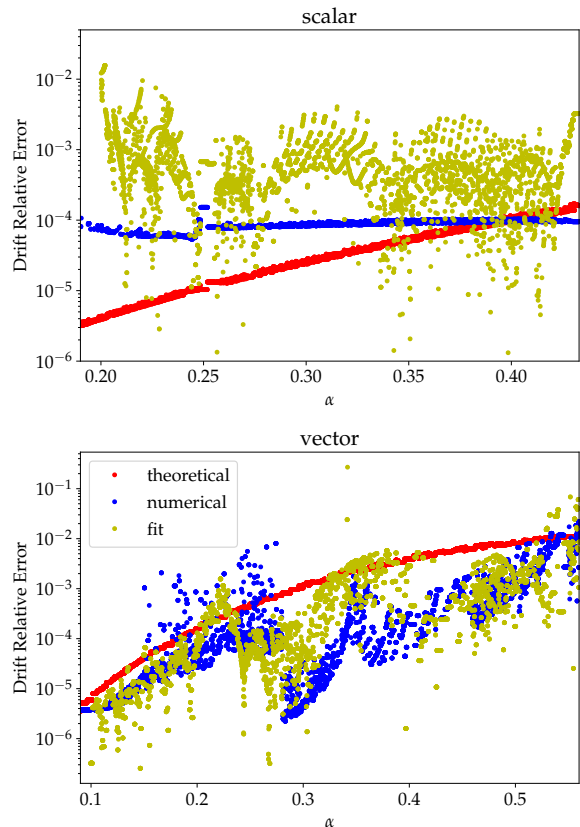 scalar
Drift Relative Error
10⁻²
10⁻³
10⁻⁴
10⁻⁵
10⁻⁶
0.20 0.25 0.30 0.35 0.40
α
vector
Drift Relative Error
10⁻¹
10⁻²
10⁻³
10⁻⁴
10⁻⁵
10⁻⁶
theoretical
numerical
fit
0.1 0.2 0.3 0.4 0.5
α